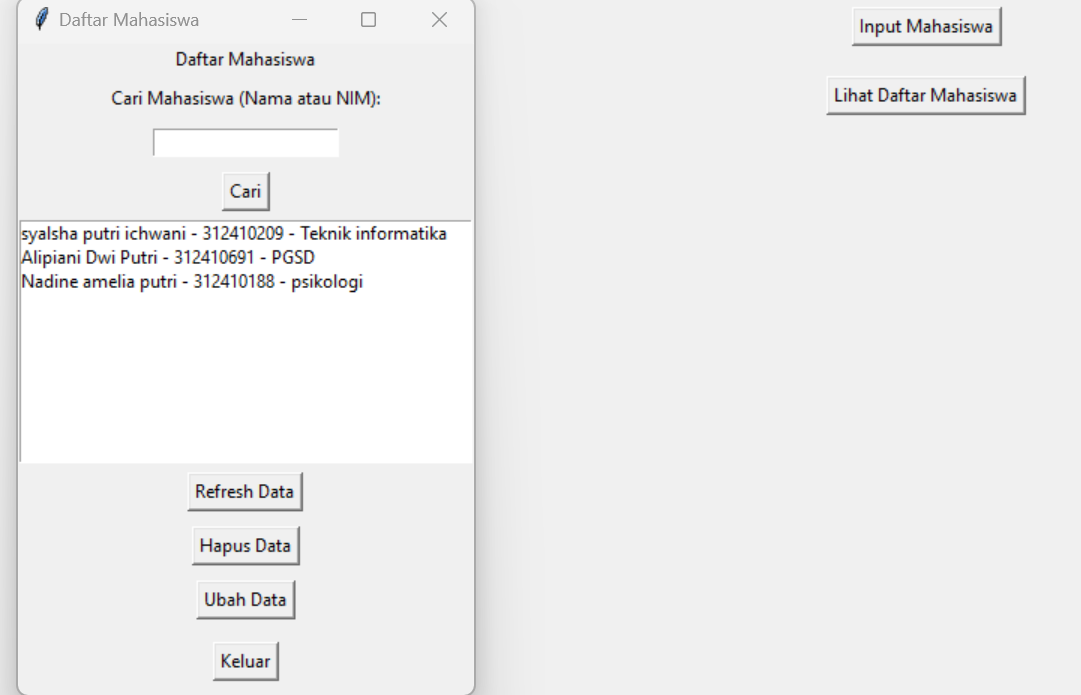 Daftar Mahasiswa
Daftar Mahasiswa
Cari Mahasiswa (Nama atau NIM):
Cari
syalsha putri ichwani - 312410209 - Teknik informatika
Alipiani Dwi Putri - 312410691 - PGSD
Nadine amelia putri - 312410188 - psikologi
Refresh Data
Hapus Data
Ubah Data
Keluar
Input Mahasiswa
Lihat Daftar Mahasiswa